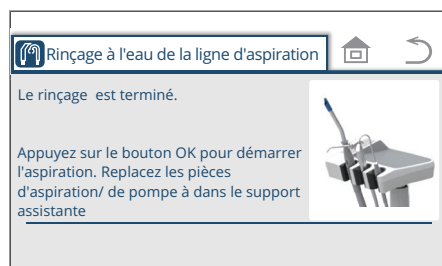 Rinçage à l'eau de la ligne d'aspiration
Le rinçage est terminé.
Appuyez sur le bouton OK pour démarrer
l'aspiration. Replacez les pièces
d'aspiration/ de pompe à dans le support
assistante